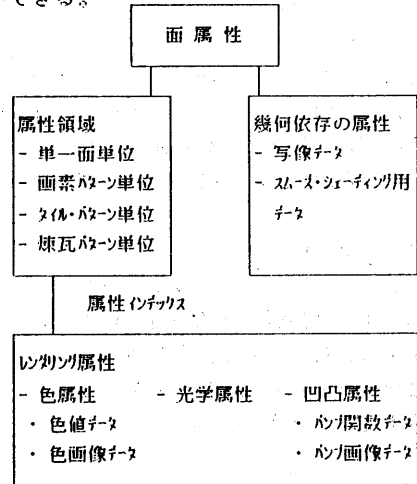 できる。
面属性
属性領域
- 単一面単位
- 画素パターン単位
- タイル・パターン単位
- 煉瓦パターン単位
幾何依存の属性
- 写像データ
- スムーズ・シェーディング用
データ
属性インデックス
レンダリング属性
- 色属性 - 光学属性 - 凹凸属性
・ 色値データ ・ バンプ関数データ
・ 色画像データ ・ バンプ画像データ